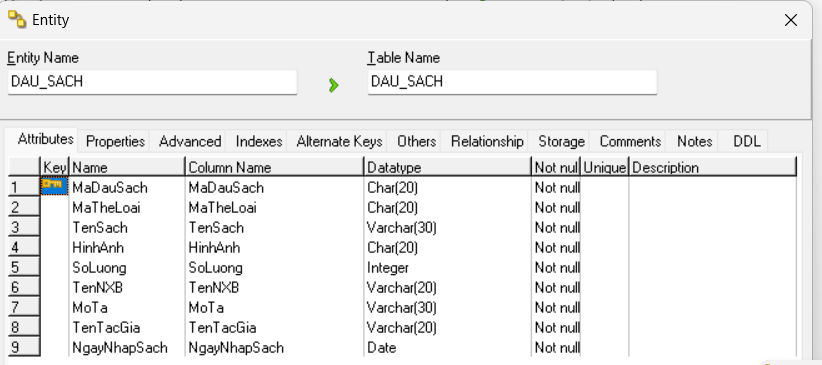 Entity
Entity Name Table Name
DAU_SACH DAU_SACH
Attributes Properties Advanced Indexes Alternate Keys Others Relationship Storage Comments Notes DDL
Key Name Column Name Datatype Not nul Unique Description
1 MaDauSach MaDauSach Char(20) Not null
2 MaTheLoai MaTheLoai Char(20) Not null
3 TenSach TenSach Varchar(30) Not null
4 HinhAnh HinhAnh Char(20) Not null
5 SoLuong SoLuong Integer Not null
6 TenNXB TenNXB Varchar(20) Not null
7 MoTa MoTa Varchar(30) Not null
8 TenTacGia TenTacGia Varchar(20) Not null
9 NgayNhapSach NgayNhapSach Date Not null